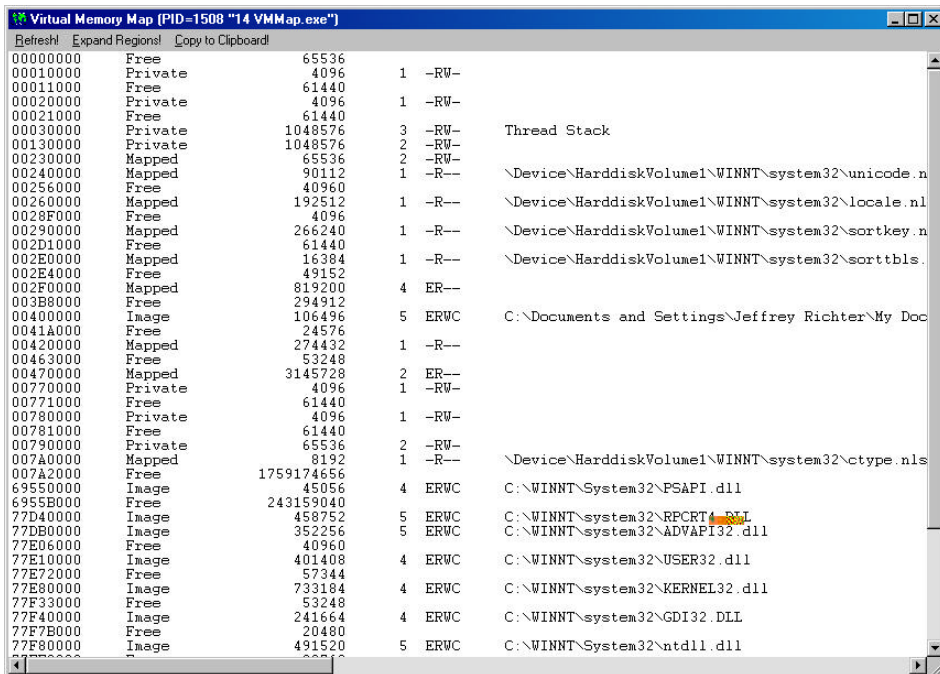 Virtual Memory Map (PID=1508 "14 VMMap.exe")
Refresh! Expand Regions! Copy to Clipboard!
00000000 Free 65536
00010000 Private 4096 1 -RW-
00011000 Free 61440
00020000 Private 4096 1 -RW-
00021000 Free 61440
00030000 Private 1048576 3 -RW- Thread Stack
00130000 Private 1048576 2 -RW-
00230000 Mapped 65536 2 -RW-
00240000 Mapped 90112 1 -R-- \Device\HarddiskVolume1\WINNT\system32\unicode.n
00256000 Free 40960
00260000 Mapped 192512 1 -R-- \Device\HarddiskVolume1\WINNT\system32\locale.nl
0028F000 Free 4096
00290000 Mapped 266240 1 -R-- \Device\HarddiskVolume1\WINNT\system32\sortkey.n
002D1000 Free 61440
002E0000 Mapped 16384 1 -R-- \Device\HarddiskVolume1\WINNT\system32\sorttbls.
002E4000 Free 49152
002F0000 Mapped 819200 4 ER--
003B8000 Free 294912
00400000 Image 106496 5 ERWC C:\Documents and Settings\Jeffrey Richter\My Doc
0041A000 Free 24576
00420000 Mapped 274432 1 -R--
00463000 Free 53248
00470000 Mapped 3145728 2 ER--
00770000 Private 4096 1 -RW-
00771000 Free 61440
00780000 Private 4096 1 -RW-
00781000 Free 61440
00790000 Private 65536 2 -RW-
007A0000 Mapped 8192 1 -R-- \Device\HarddiskVolume1\WINNT\system32\ctype.nls
007A2000 Free 1759174656
69550000 Image 45056 4 ERWC C:\WINNT\System32\PSAPI.dll
6955B000 Free 243159040
77D40000 Image 458752 5 ERWC C:\WINNT\system32\RPCRT4.DLL
77DB0000 Image 352256 5 ERWC C:\WINNT\system32\ADVAPI32.dll
77E06000 Free 40960
77E10000 Image 401408 4 ERWC C:\WINNT\system32\USER32.dll
77E72000 Free 57344
77E80000 Image 733184 4 ERWC C:\WINNT\system32\KERNEL32.dll
77F33000 Free 53248
77F40000 Image 241664 4 ERWC C:\WINNT\system32\GDI32.DLL
77F7B000 Free 20480
77F80000 Image 491520 5 ERWC C:\WINNT\System32\ntdll.dll